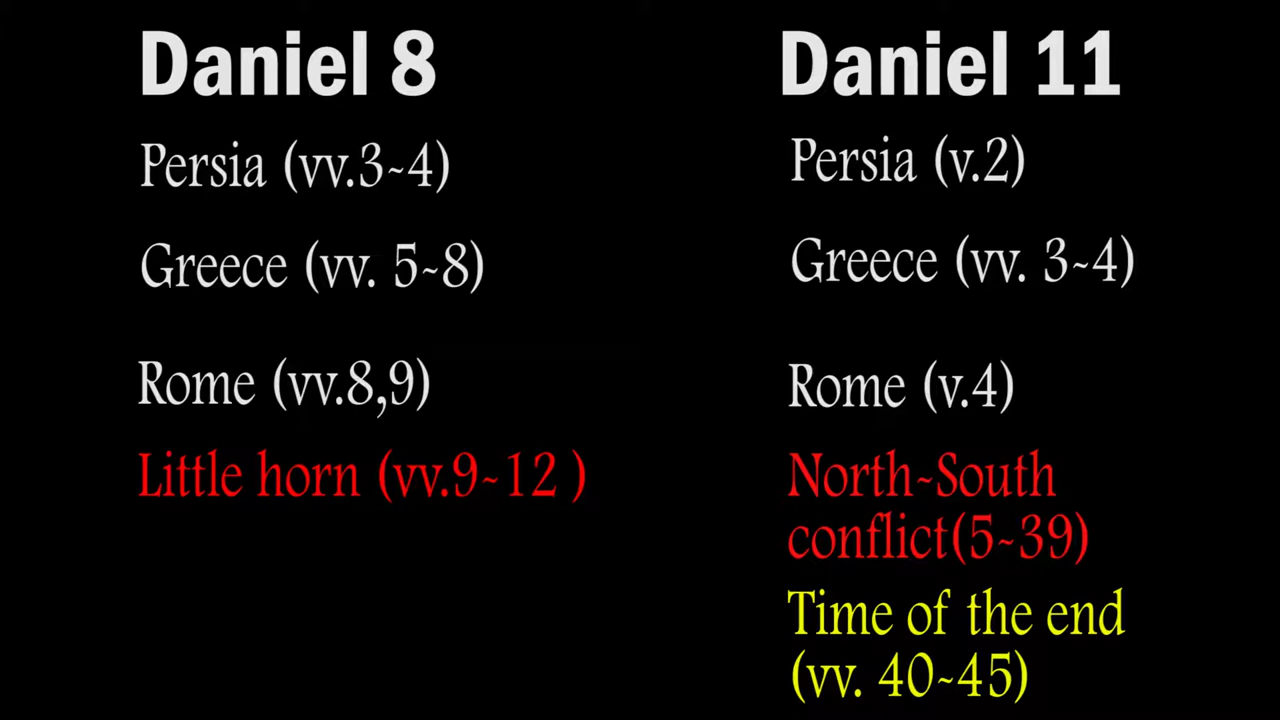 Daniel 8
Persia (vv.3~4)
Greece (vv. 5~8)
Rome (vv.8,9)
Little horn (vv.9~12 )
Daniel 11
Persia (v.2)
Greece (vv. 3~4)
Rome (v.4)
North~South
conflict(5~39)
Time of the end
(vv. 40~45)